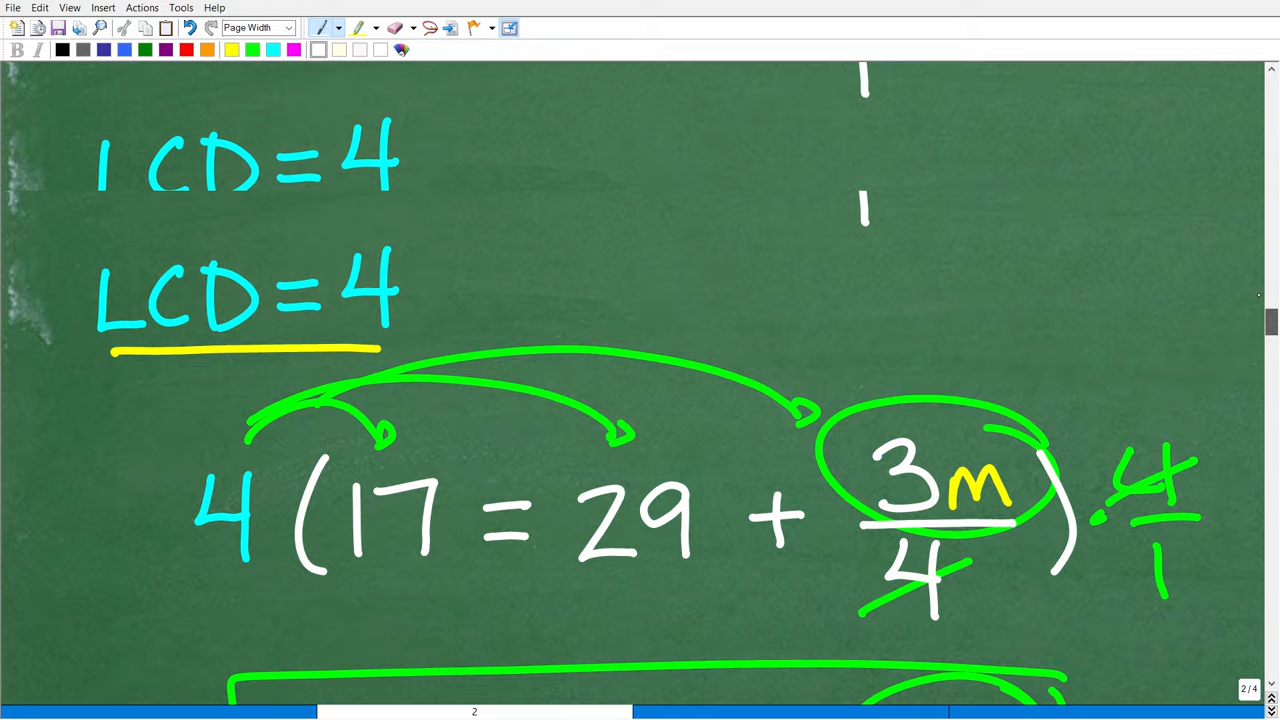 File Edit View Insert Actions Tools Help
Page Width
B I
LCD = 4
LCD = 4
4 (17 = 29 + 3m/4) · 4/1
2 / 4
2